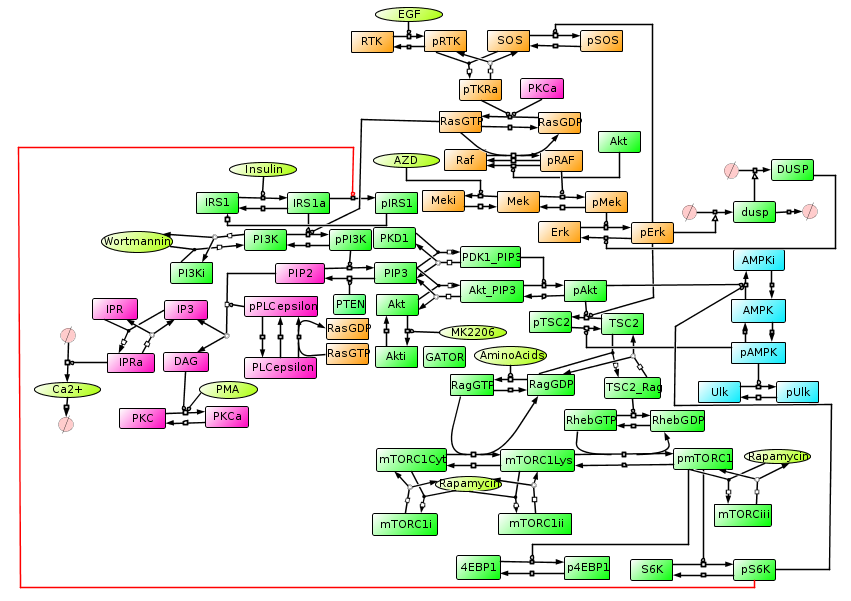 EGF
RTK
pRTK
SOS
pSOS
pTKRa
PKCa
RasGTP
RasGDP
Akt
AZD
Raf
pRAF
Insulin
DUSP
IRS1
IRS1a
pIRS1
Meki
Mek
pMek
dusp
Wortmannin
PI3K
pPI3K
PKD1
Erk
pErk
PI3Ki
PIP2
PIP3
PDK1_PIP3
AMPKi
IPR
IP3
pPLCepsilon
PTEN
Akt
Akt_PIP3
pAkt
AMPK
RasGDP
MK2206
pTSC2
TSC2
IPRa
DAG
PLCepsilon
RasGTP
Akti
GATOR
AminoAcids
pAMPK
Ca2+
PMA
RagGTP
RagGDP
TSC2_Rag
Ulk
pUlk
PKC
PKCa
RhebGTP
RhebGDP
mTORC1Cyt
mTORC1Lys
pmTORC1
Rapamycin
Rapamycin
mTORC1i
mTORC1ii
mTORCiii
4EBP1
p4EBP1
S6K
pS6K